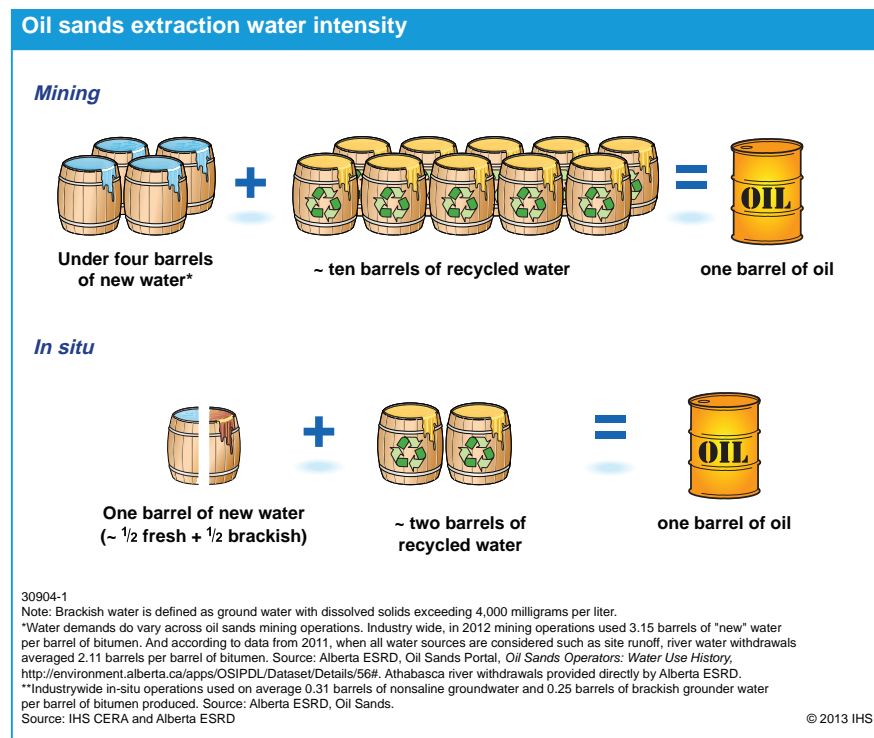 Oil sands extraction water intensity
Mining
OIL
Under four barrels
of new water*
~ ten barrels of recycled water
one barrel of oil
In situ
OIL
One barrel of new water
(~ 1/2 fresh + 1/2 brackish)
~ two barrels of
recycled water
one barrel of oil
30904-1
Note: Brackish water is defined as ground water with dissolved solids exceeding 4,000 milligrams per liter.
*Water demands do vary across oil sands mining operations. Industry wide, in 2012 mining operations used 3.15 barrels of "new" water
per barrel of bitumen. And according to data from 2011, when all water sources are considered such as site runoff, river water withdrawals
averaged 2.11 barrels per barrel of bitumen. Source: Alberta ESRD, Oil Sands Portal, Oil Sands Operators: Water Use History,
http://environment.alberta.ca/apps/OSIPDL/Dataset/Details/56#. Athabasca river withdrawals provided directly by Alberta ESRD.
**Industrywide in-situ operations used on average 0.31 barrels of nonsaline groundwater and 0.25 barrels of brackish grounder water
per barrel of bitumen produced. Source: Alberta ESRD, Oil Sands.
Source: IHS CERA and Alberta ESRD
© 2013 IHS